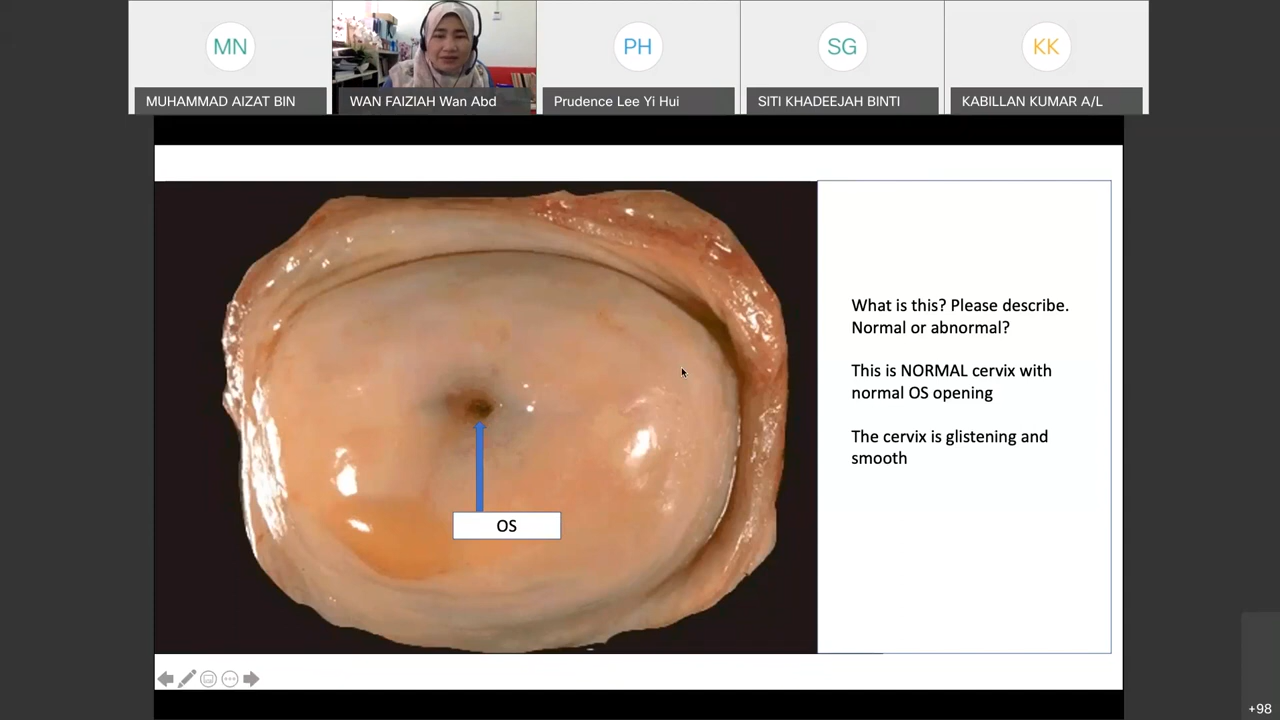 MN
PH
SG
KK
MUHAMMAD AIZAT BIN
WAN FAIZIAH Wan Abd
Prudence Lee Yi Hui
SITI KHADEEJAH BINTI
KABILLAN KUMAR A/L
What is this? Please describe.
Normal or abnormal?
This is NORMAL cervix with
normal OS opening
The cervix is glistening and
smooth
OS
+98